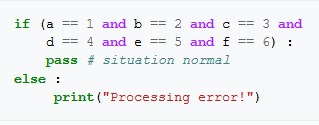 if (a == 1 and b == 2 and c == 3 and
    d == 4 and e == 5 and f == 6) :
    pass # situation normal
else :
     print("Processing error!")